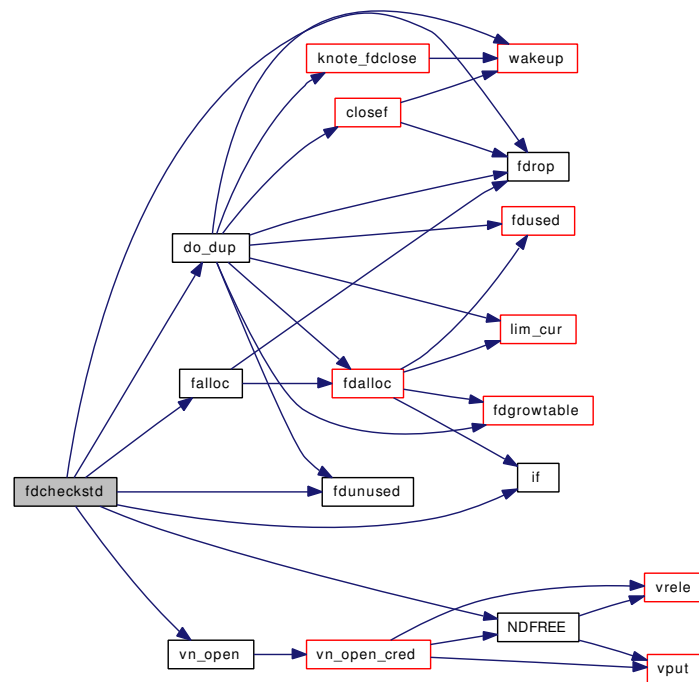 knote_fdclose
wakeup
closef
fdrop
fdused
do_dup
lim_cur
falloc
fdalloc
fdgrowtable
if
fdcheckstd
fdunused
vrele
NDFREE
vn_open
vn_open_cred
vput